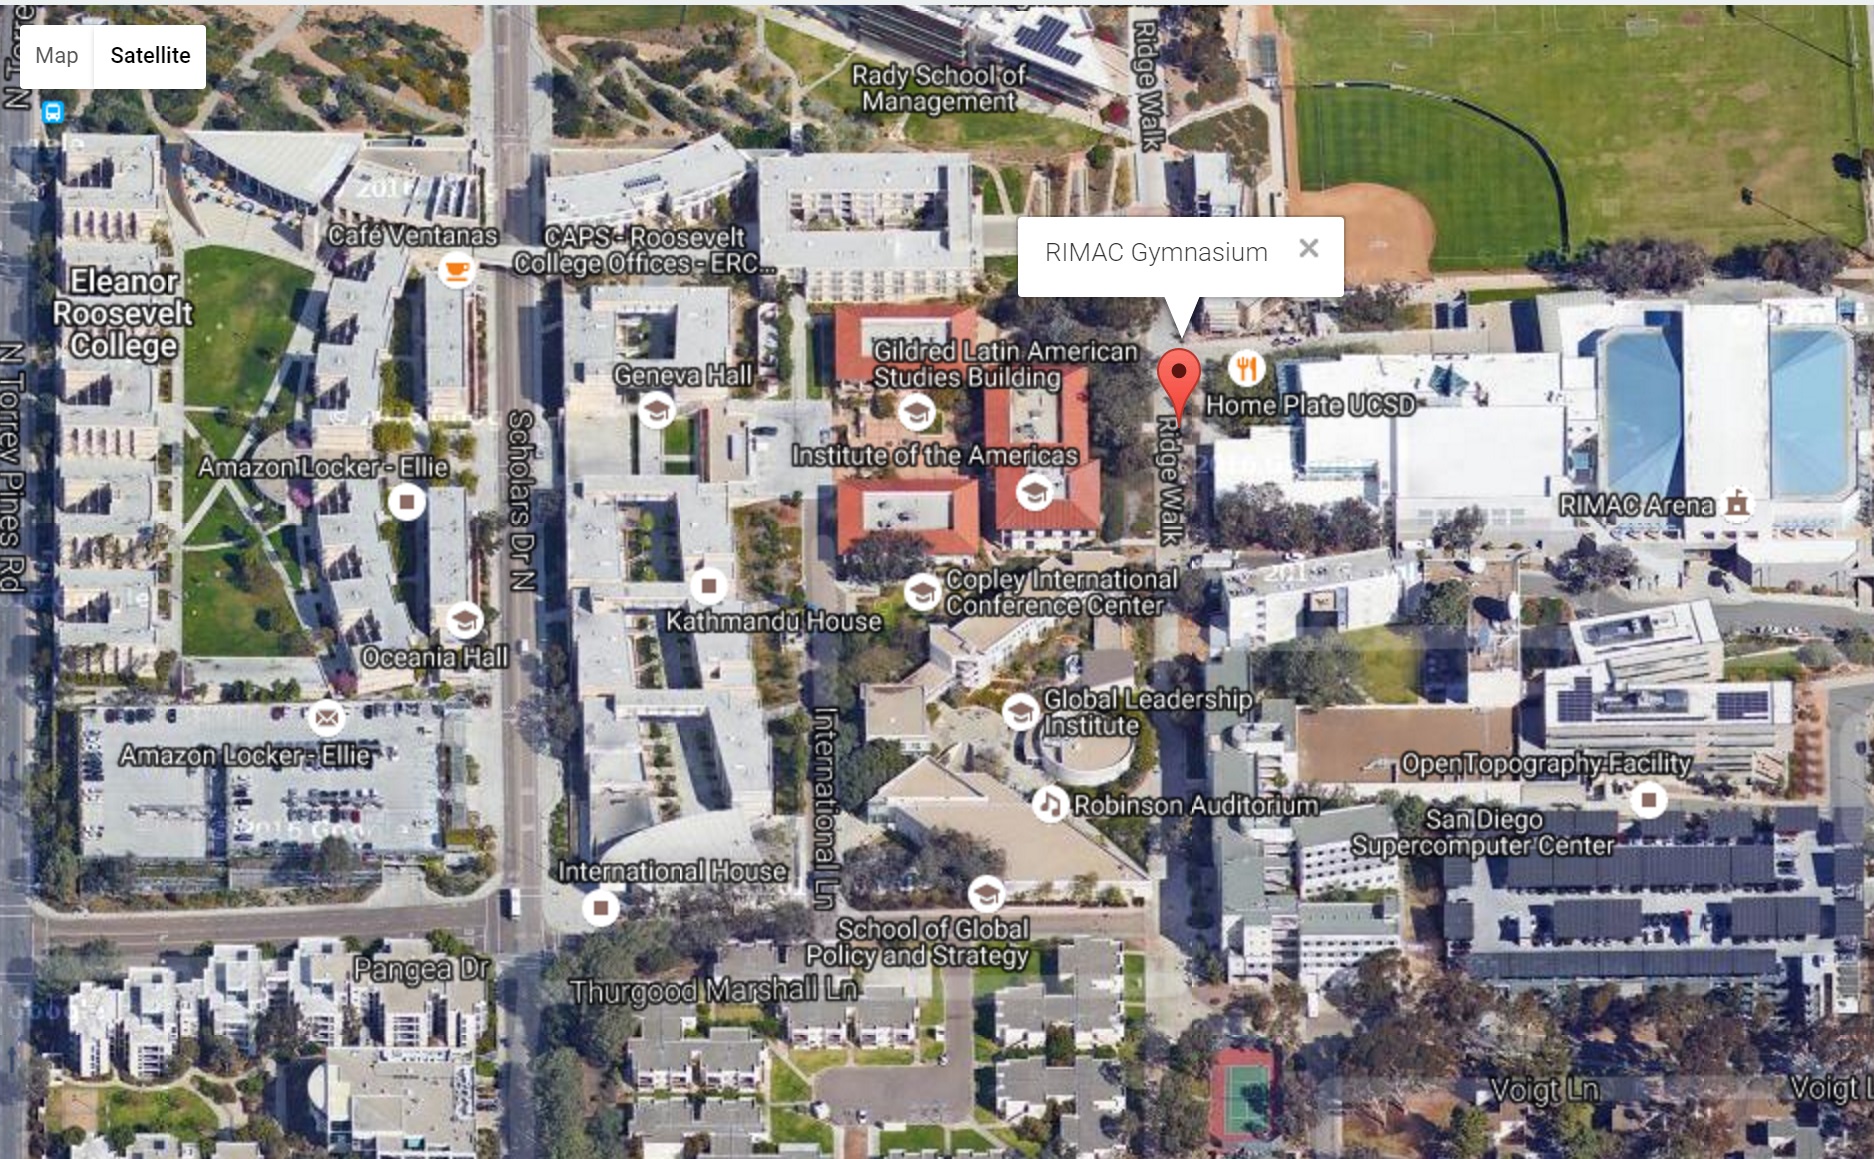 Map
Satellite
N Torre
Rady School of
Management
Ridge Walk
Café Ventanas
CAPS - Roosevelt
College Offices - ERC...
RIMAC Gymnasium
Eleanor
Roosevelt
College
Geneva Hall
Gildred Latin American
Studies Building
Home Plate UCSD
Institute of the Americas
Amazon Locker - Ellie
N Torrey Pines Rd
Scholars Dr N
Ridge Walk
RIMAC Arena
Copley International
Conference Center
Kathmandu House
Oceania Hall
Global Leadership
Institute
Amazon Locker - Ellie
International Ln
OpenTopography Facility
Robinson Auditorium
San Diego
Supercomputer Center
International House
School of Global
Policy and Strategy
Pangea Dr
Thurgood Marshall Ln
Voigt Ln
Voigt L